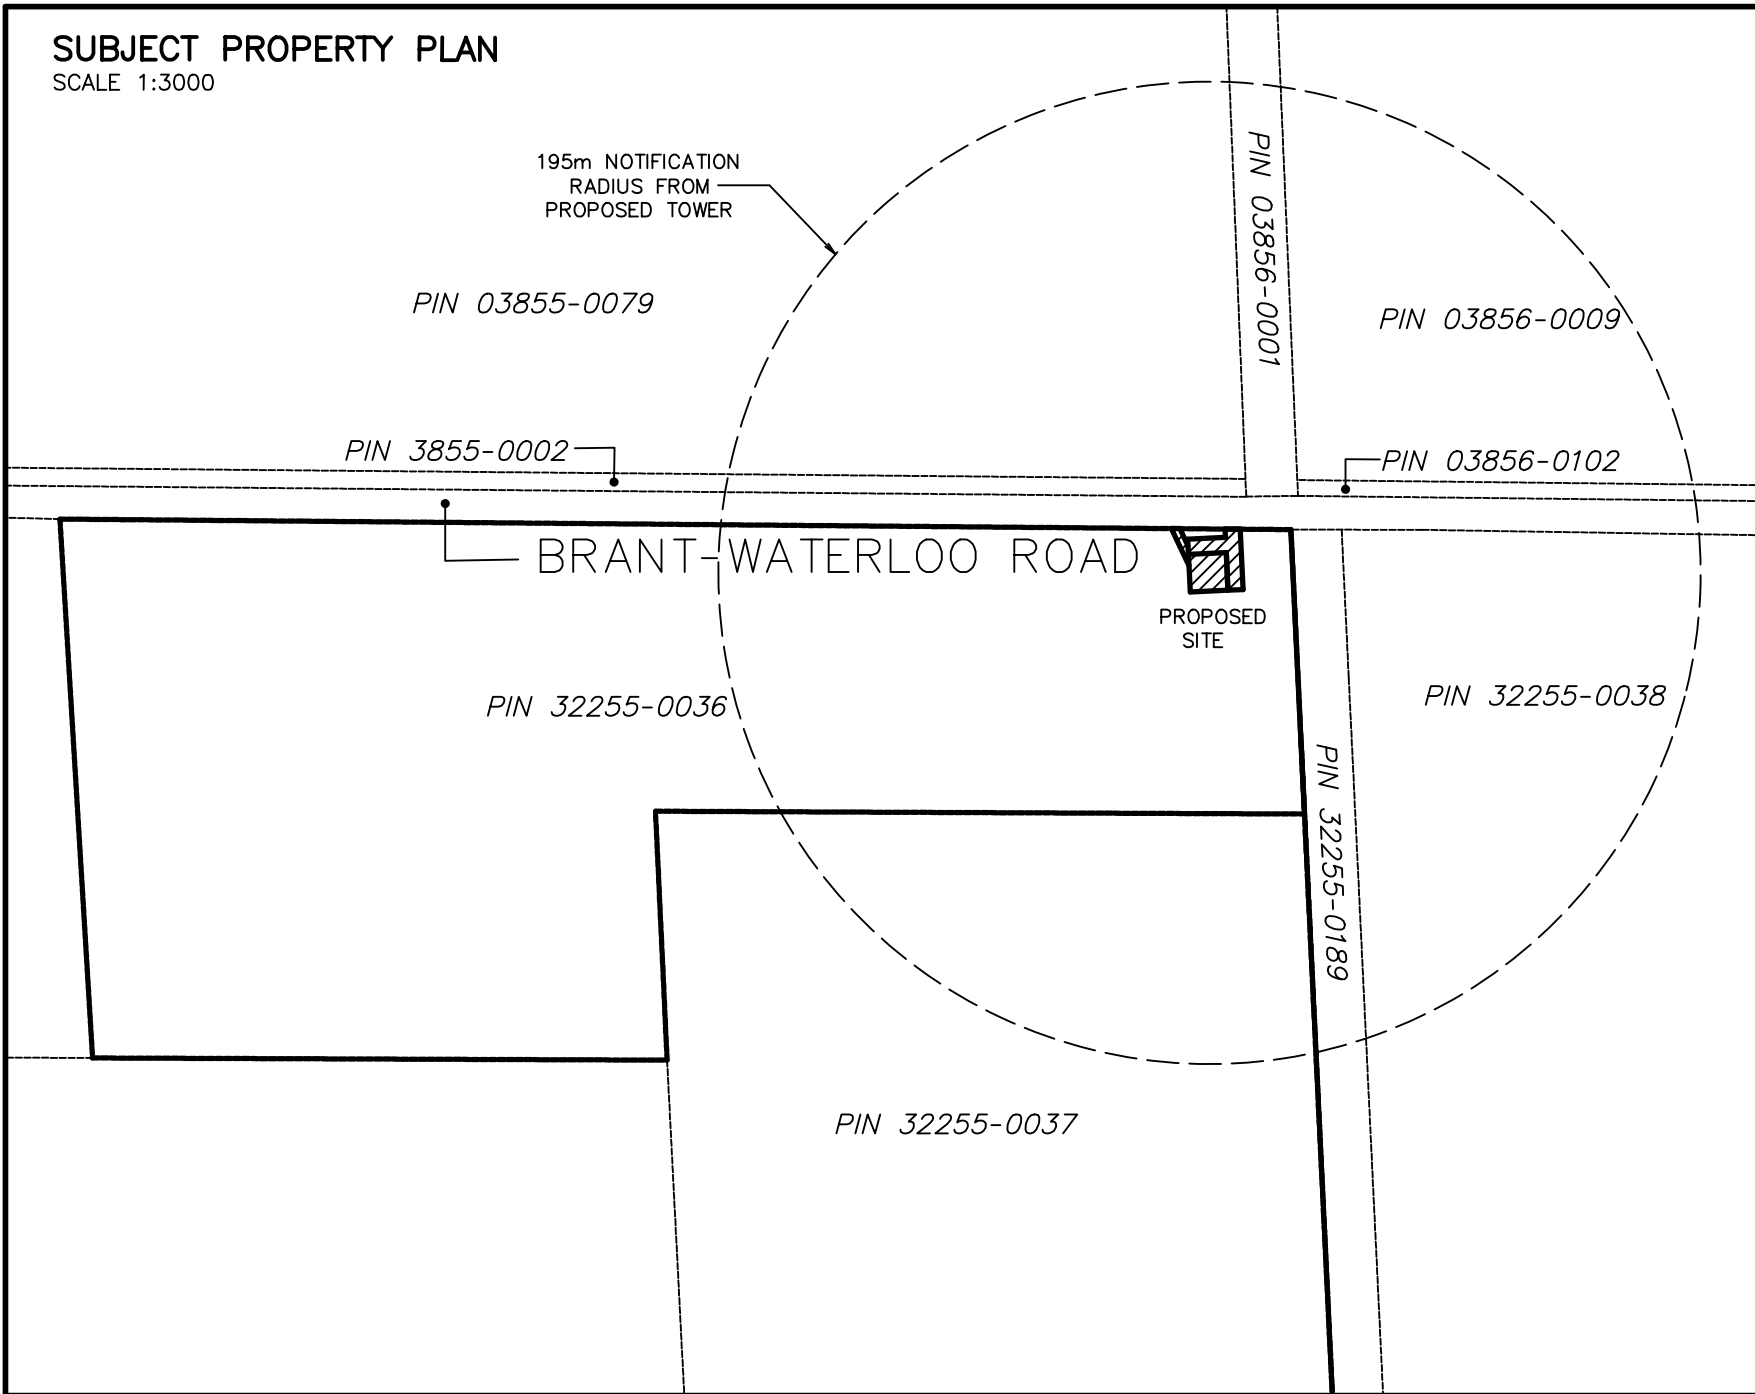 SUBJECT PROPERTY PLAN
SCALE 1:3000
195m NOTIFICATION
RADIUS FROM
PROPOSED TOWER
PIN 03856-0001
PIN 03855-0079
PIN 03856-0009
PIN 3855-0002
PIN 03856-0102
BRANT-WATERLOO ROAD
PROPOSED
SITE
PIN 32255-0036
PIN 32255-0038
PIN 32255-0189
PIN 32255-0037